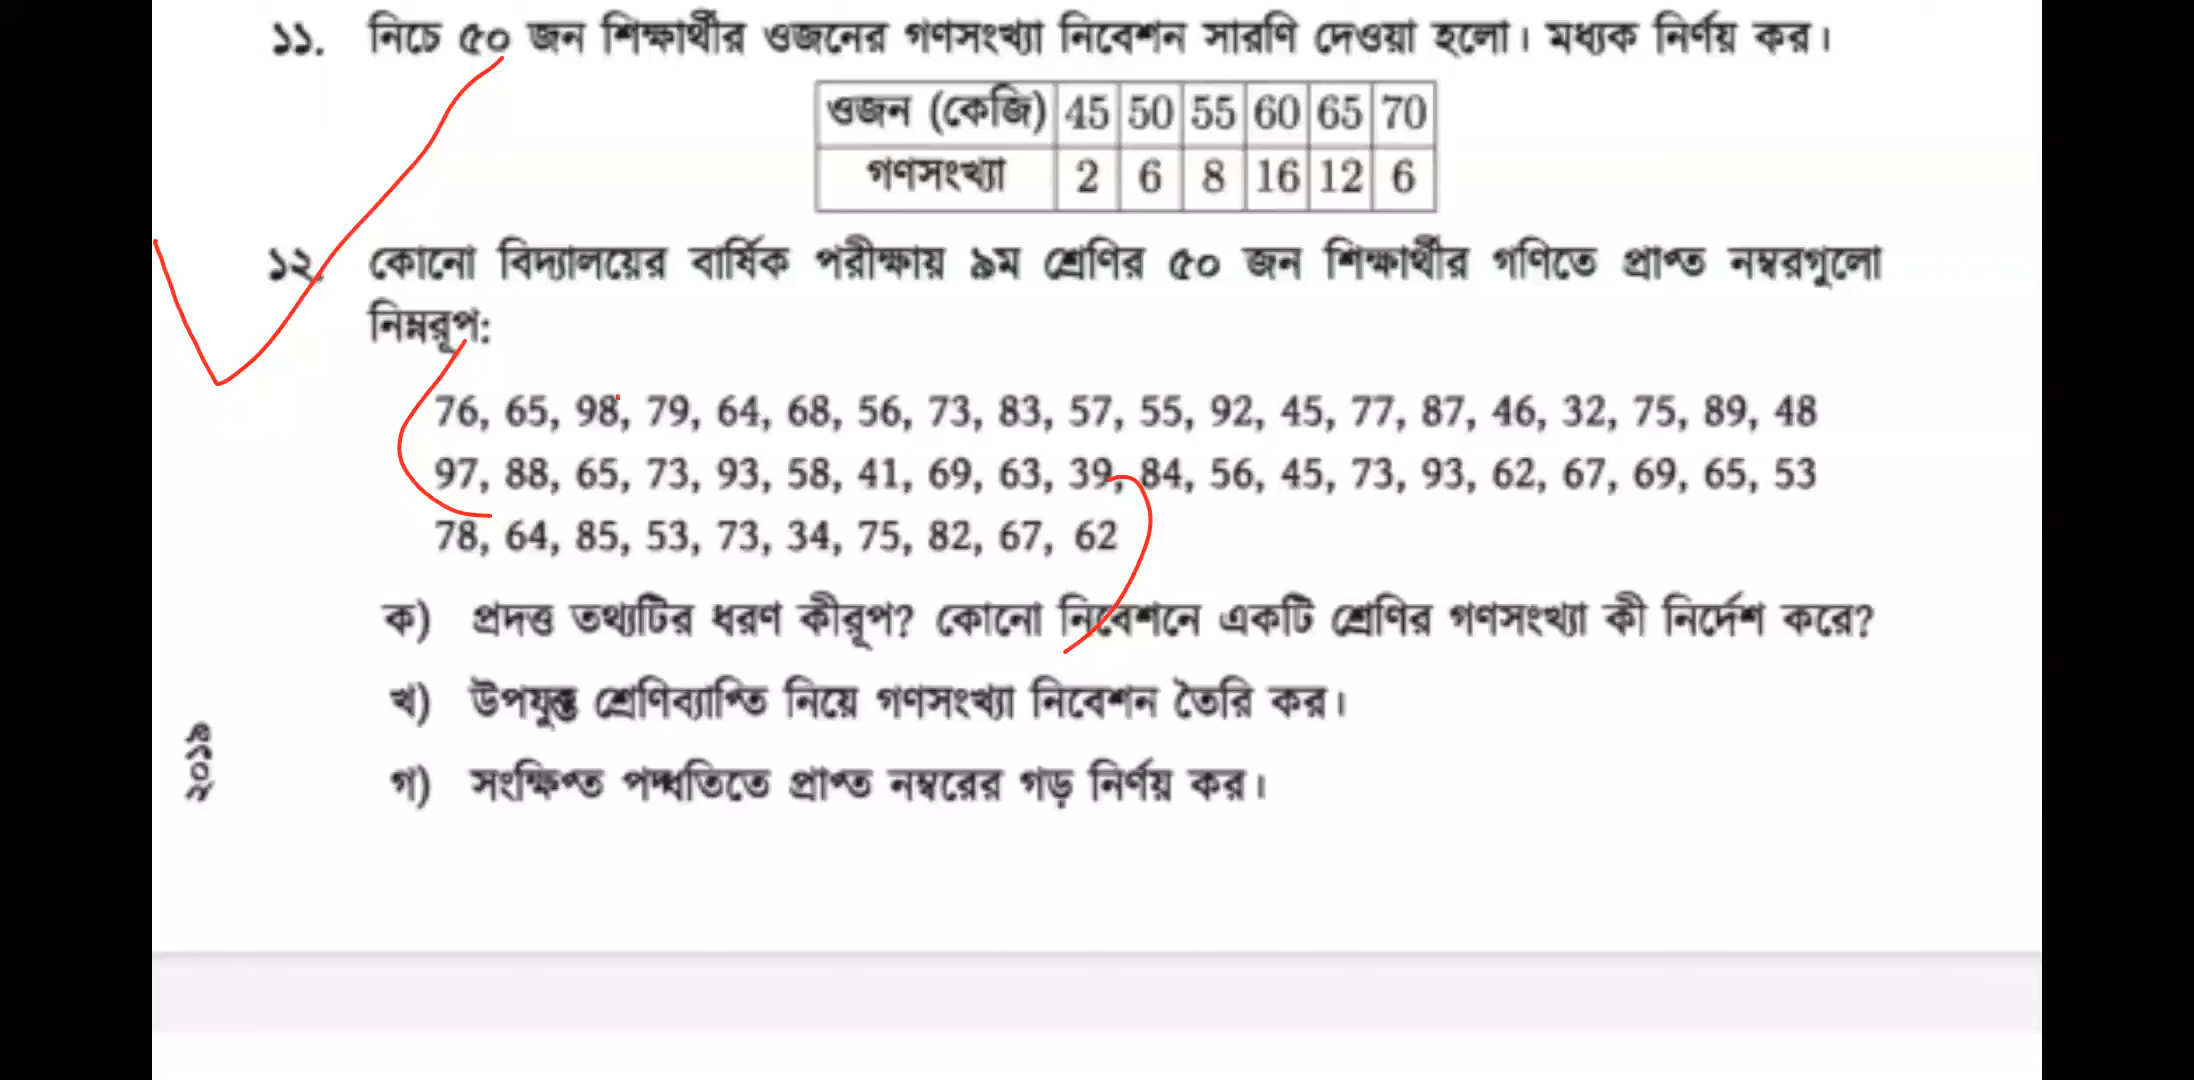 ১১. নিচে ৫০ জন শিক্ষার্থীর ওজনের গণসংখ্যা নিবেশন সারণি দেওয়া হলো। মধ্যক নির্ণয় কর।
ওজন (কেজি) 45 50 55 60 65 70
গণসংখ্যা 2 6 8 16 12 6
১২. কোনো বিদ্যালয়ের বার্ষিক পরীক্ষায় ৯ম শ্রেণির ৫০ জন শিক্ষার্থীর গণিতে প্রাপ্ত নম্বরগুলো
নিম্নরূপ:
76, 65, 98, 79, 64, 68, 56, 73, 83, 57, 55, 92, 45, 77, 87, 46, 32, 75, 89, 48
97, 88, 65, 73, 93, 58, 41, 69, 63, 39, 84, 56, 45, 73, 93, 62, 67, 69, 65, 53
78, 64, 85, 53, 73, 34, 75, 82, 67, 62
ক) প্রদত্ত তথ্যটির ধরণ কীরূপ? কোনো নিবেশনে একটি শ্রেণির গণসংখ্যা কী নির্দেশ করে?
খ) উপযুক্ত শ্রেণিব্যাপ্তি নিয়ে গণসংখ্যা নিবেশন তৈরি কর।
গ) সংক্ষিপ্ত পদ্ধতিতে প্রাপ্ত নম্বরের গড় নির্ণয় কর।
২০১৯